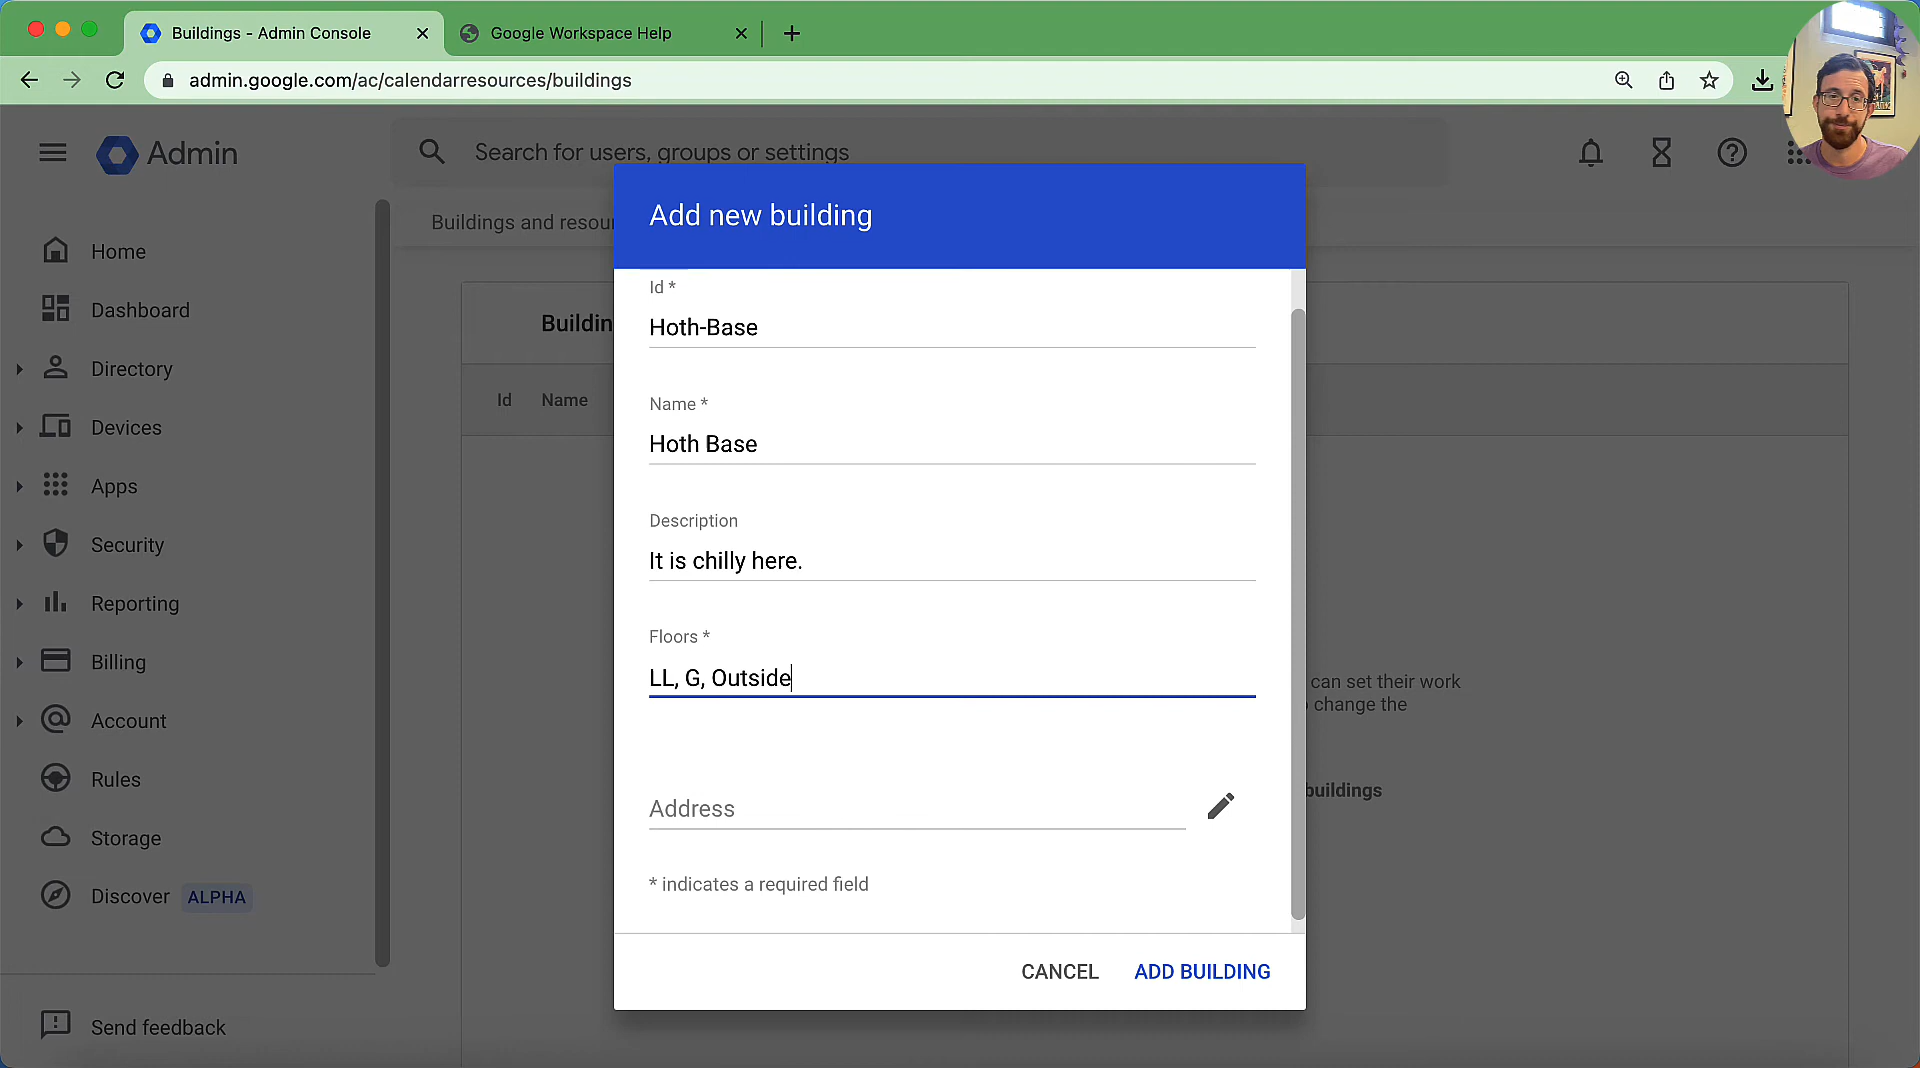 Buildings - Admin Console
Google Workspace Help
admin.google.com/ac/calendarresources/buildings
Admin
Search for users, groups or settings
Buildings and resour
Home
Dashboard
Directory
Devices
Apps
Security
Reporting
Billing
Account
Rules
Storage
Discover ALPHA
Send feedback
Buildin
Id Name
can set their work
change the
buildings
Add new building
Id *
Hoth-Base
Name *
Hoth Base
Description
It is chilly here.
Floors *
LL, G, Outside
Address
* indicates a required field
CANCEL ADD BUILDING